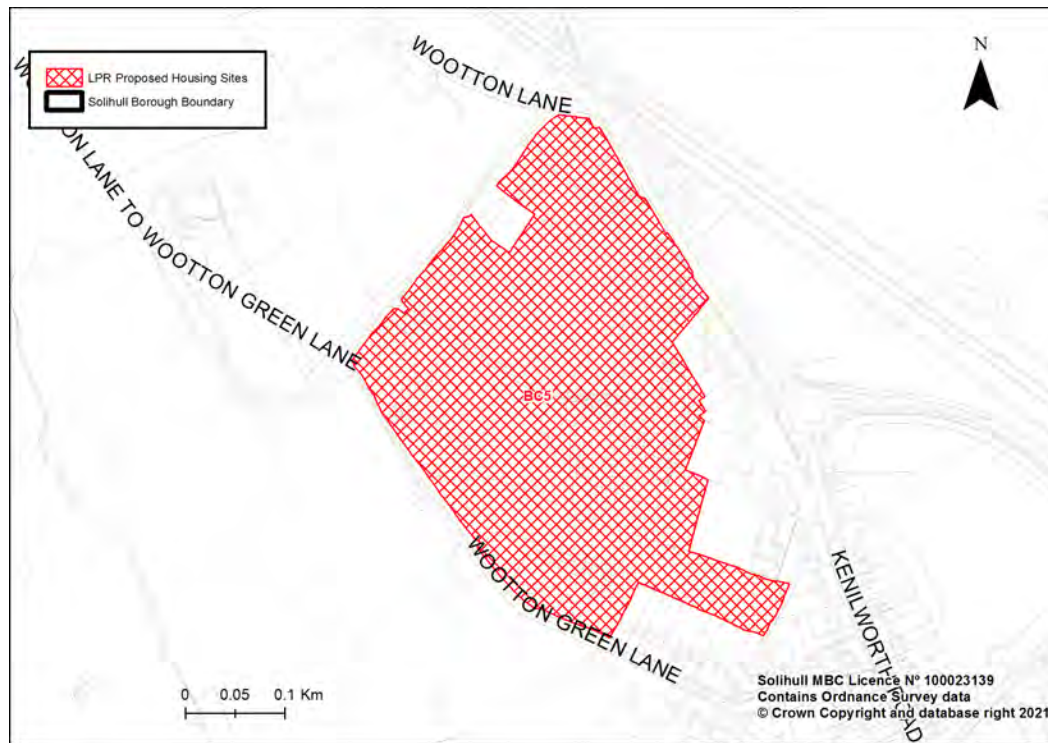 WOOTTON LANE
N
LPR Proposed Housing Sites
Solihull Borough Boundary
ON LANE TO WOOTTON GREEN LANE
BC5
WOOTTON GREEN LANE
KENILWORTH ROAD
0 0.05 0.1 Km
Solihull MBC Licence Nº 100023139
Contains Ordnance Survey data
© Crown Copyright and database right 2021